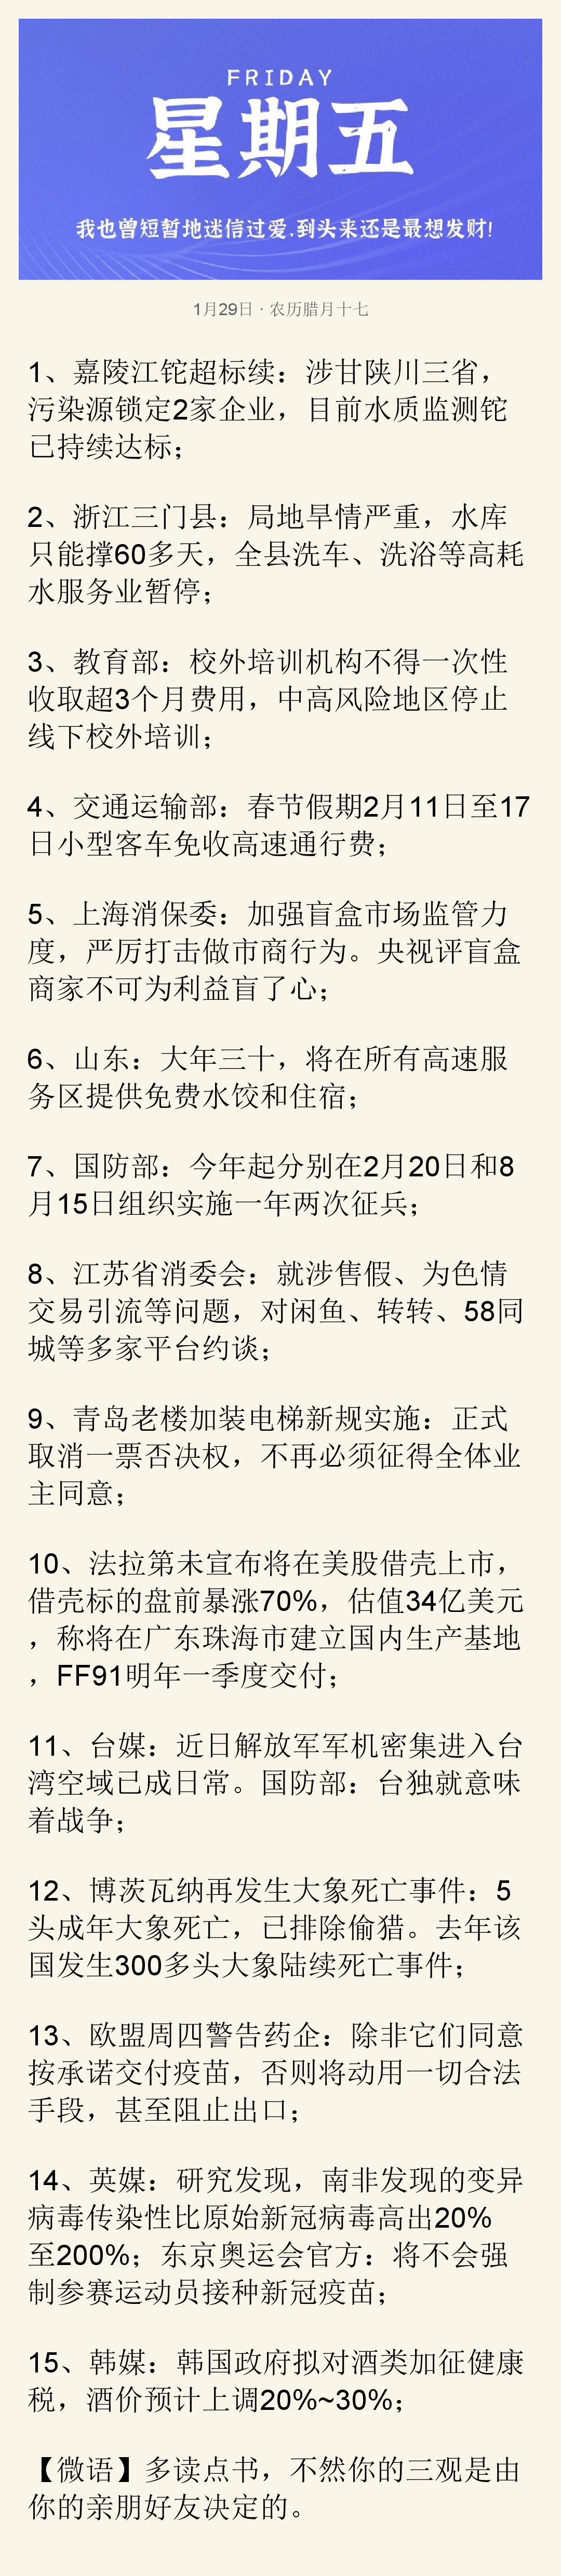 FRIDAY
星期五
我也曾短暂地迷信过爱,到头来还是最想发财!
1月29日 · 农历腊月十七
1、嘉陵江铊超标续：涉甘陕川三省，
污染源锁定2家企业，目前水质监测铊
已持续达标；
2、浙江三门县：局地旱情严重，水库
只能撑60多天，全县洗车、洗浴等高耗
水服务业暂停；
3、教育部：校外培训机构不得一次性
收取超3个月费用，中高风险地区停止
线下校外培训；
4、交通运输部：春节假期2月11日至17
日小型客车免收高速通行费；
5、上海消保委：加强盲盒市场监管力
度，严厉打击做市商行为。央视评盲盒
商家不可为利益盲了心；
6、山东：大年三十，将在所有高速服
务区提供免费水饺和住宿；
7、国防部：今年起分别在2月20日和8
月15日组织实施一年两次征兵；
8、江苏省消委会：就涉售假、为色情
交易引流等问题，对闲鱼、转转、58同
城等多家平台约谈；
9、青岛老楼加装电梯新规实施：正式
取消一票否决权，不再必须征得全体业
主同意；
10、法拉第未宣布将在美股借壳上市，
借壳标的盘前暴涨70%，估值34亿美元
，称将在广东珠海市建立国内生产基地
，FF91明年一季度交付；
11、台媒：近日解放军军机密集进入台
湾空域已成日常。国防部：台独就意味
着战争；
12、博茨瓦纳再发生大象死亡事件：5
头成年大象死亡，已排除偷猎。去年该
国发生300多头大象陆续死亡事件；
13、欧盟周四警告药企：除非它们同意
按承诺交付疫苗，否则将动用一切合法
手段，甚至阻止出口；
14、英媒：研究发现，南非发现的变异
病毒传染性比原始新冠病毒高出20%
至200%；东京奥运会官方：将不会强
制参赛运动员接种新冠疫苗；
15、韩媒：韩国政府拟对酒类加征健康
税，酒价预计上调20%~30%；
【微语】多读点书，不然你的三观是由
你的亲朋好友决定的。